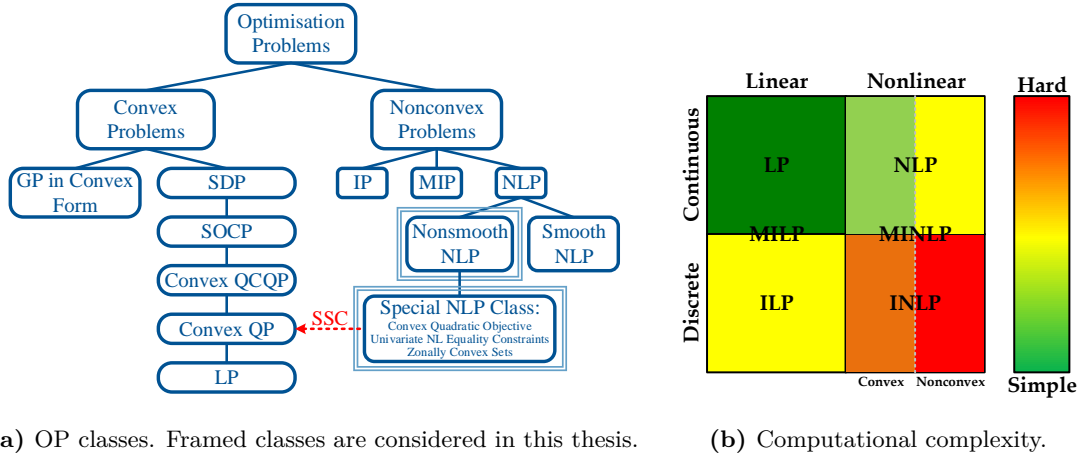 Optimisation
Problems
Convex
Problems
Nonconvex
Problems
GP in Convex
Form
SDP
IP
MIP
NLP
SOCP
Nonsmooth
NLP
Smooth
NLP
Convex QCQP
Convex QP
SSC
Special NLP Class:
Convex Quadratic Objective
Univariate NL Equality Constraints
Zonally Convex Sets
LP
a) OP classes. Framed classes are considered in this thesis.
Linear
Nonlinear
Hard
Continuous
LP
NLP
MILP
MINLP
Discrete
ILP
INLP
Convex
Nonconvex
Simple
(b) Computational complexity.